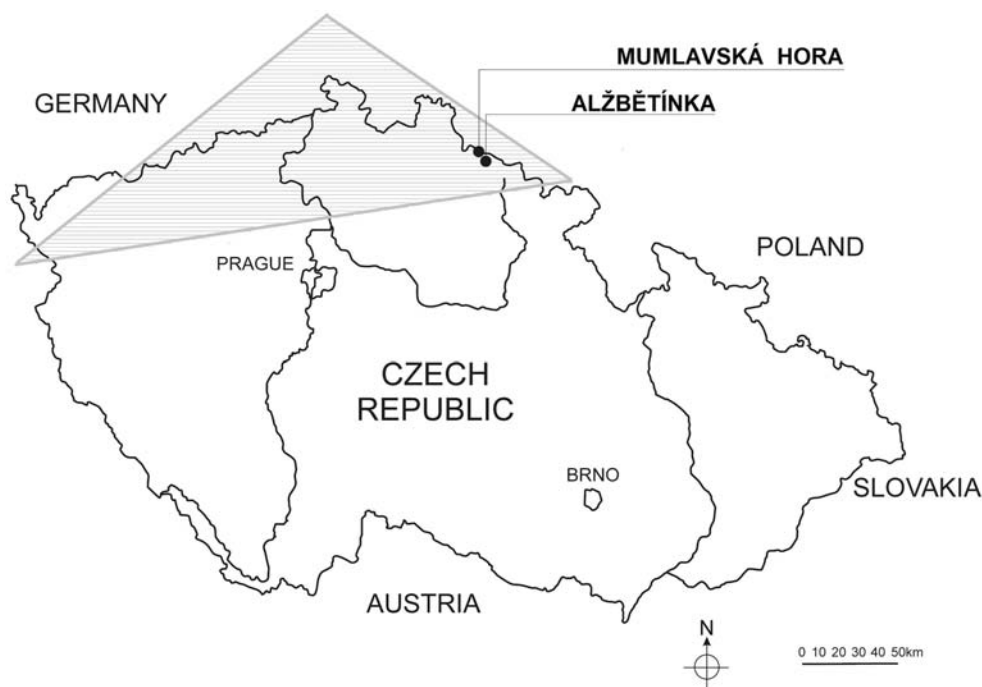 MUMLAVSKÁ HORA
GERMANY
ALŽBĚTÍNKA
POLAND
PRAGUE
CZECH
REPUBLIC
BRNO
SLOVAKIA
AUSTRIA
N
0 10 20 30 40 50km